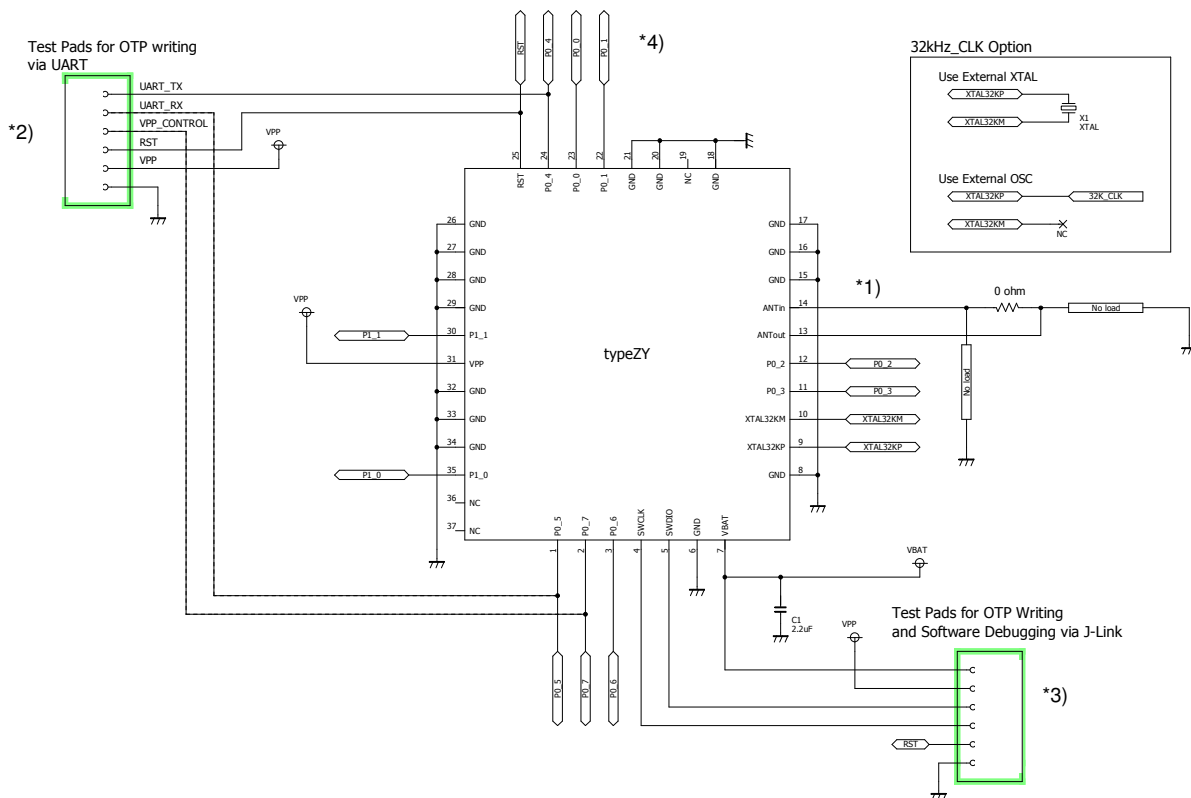 *4)
RST
P0_4
P0_0
P0_1
Test Pads for OTP writing
via UART
32kHz_CLK Option
Use External XTAL
XTAL32KP
XTAL32KM
X1
XTAL
Use External OSC
XTAL32KP
32K_CLK
XTAL32KM
NC
*2)
UART_TX
UART_RX
VPP_CONTROL
RST
VPP
VPP
25
24
23
22
21
20
19
18
RST
P0_4
P0_0
P0_1
GND
GND
NC
GND
26 GND
27 GND
28 GND
29 GND
VPP
P1_1
30 P1_1
31 VPP
32 GND
33 GND
34 GND
P1_0
35 P1_0
36 NC
37 NC
typeZY
GND 17
GND 16
GND 15
*1)
ANTin 14
0 ohm
No load
ANTout 13
No load
P0_2 12
P0_2
P0_3 11
P0_3
XTAL32KM 10
XTAL32KM
XTAL32KP 9
XTAL32KP
GND 8
P0_5
P0_7
P0_6
SWCLK
SWDIO
GND
VBAT
1
2
3
4
5
6
7
VBAT
C1
2.2uF
P0_5
P0_7
P0_6
Test Pads for OTP Writing
and Software Debugging via J-Link
VPP
*3)
RST